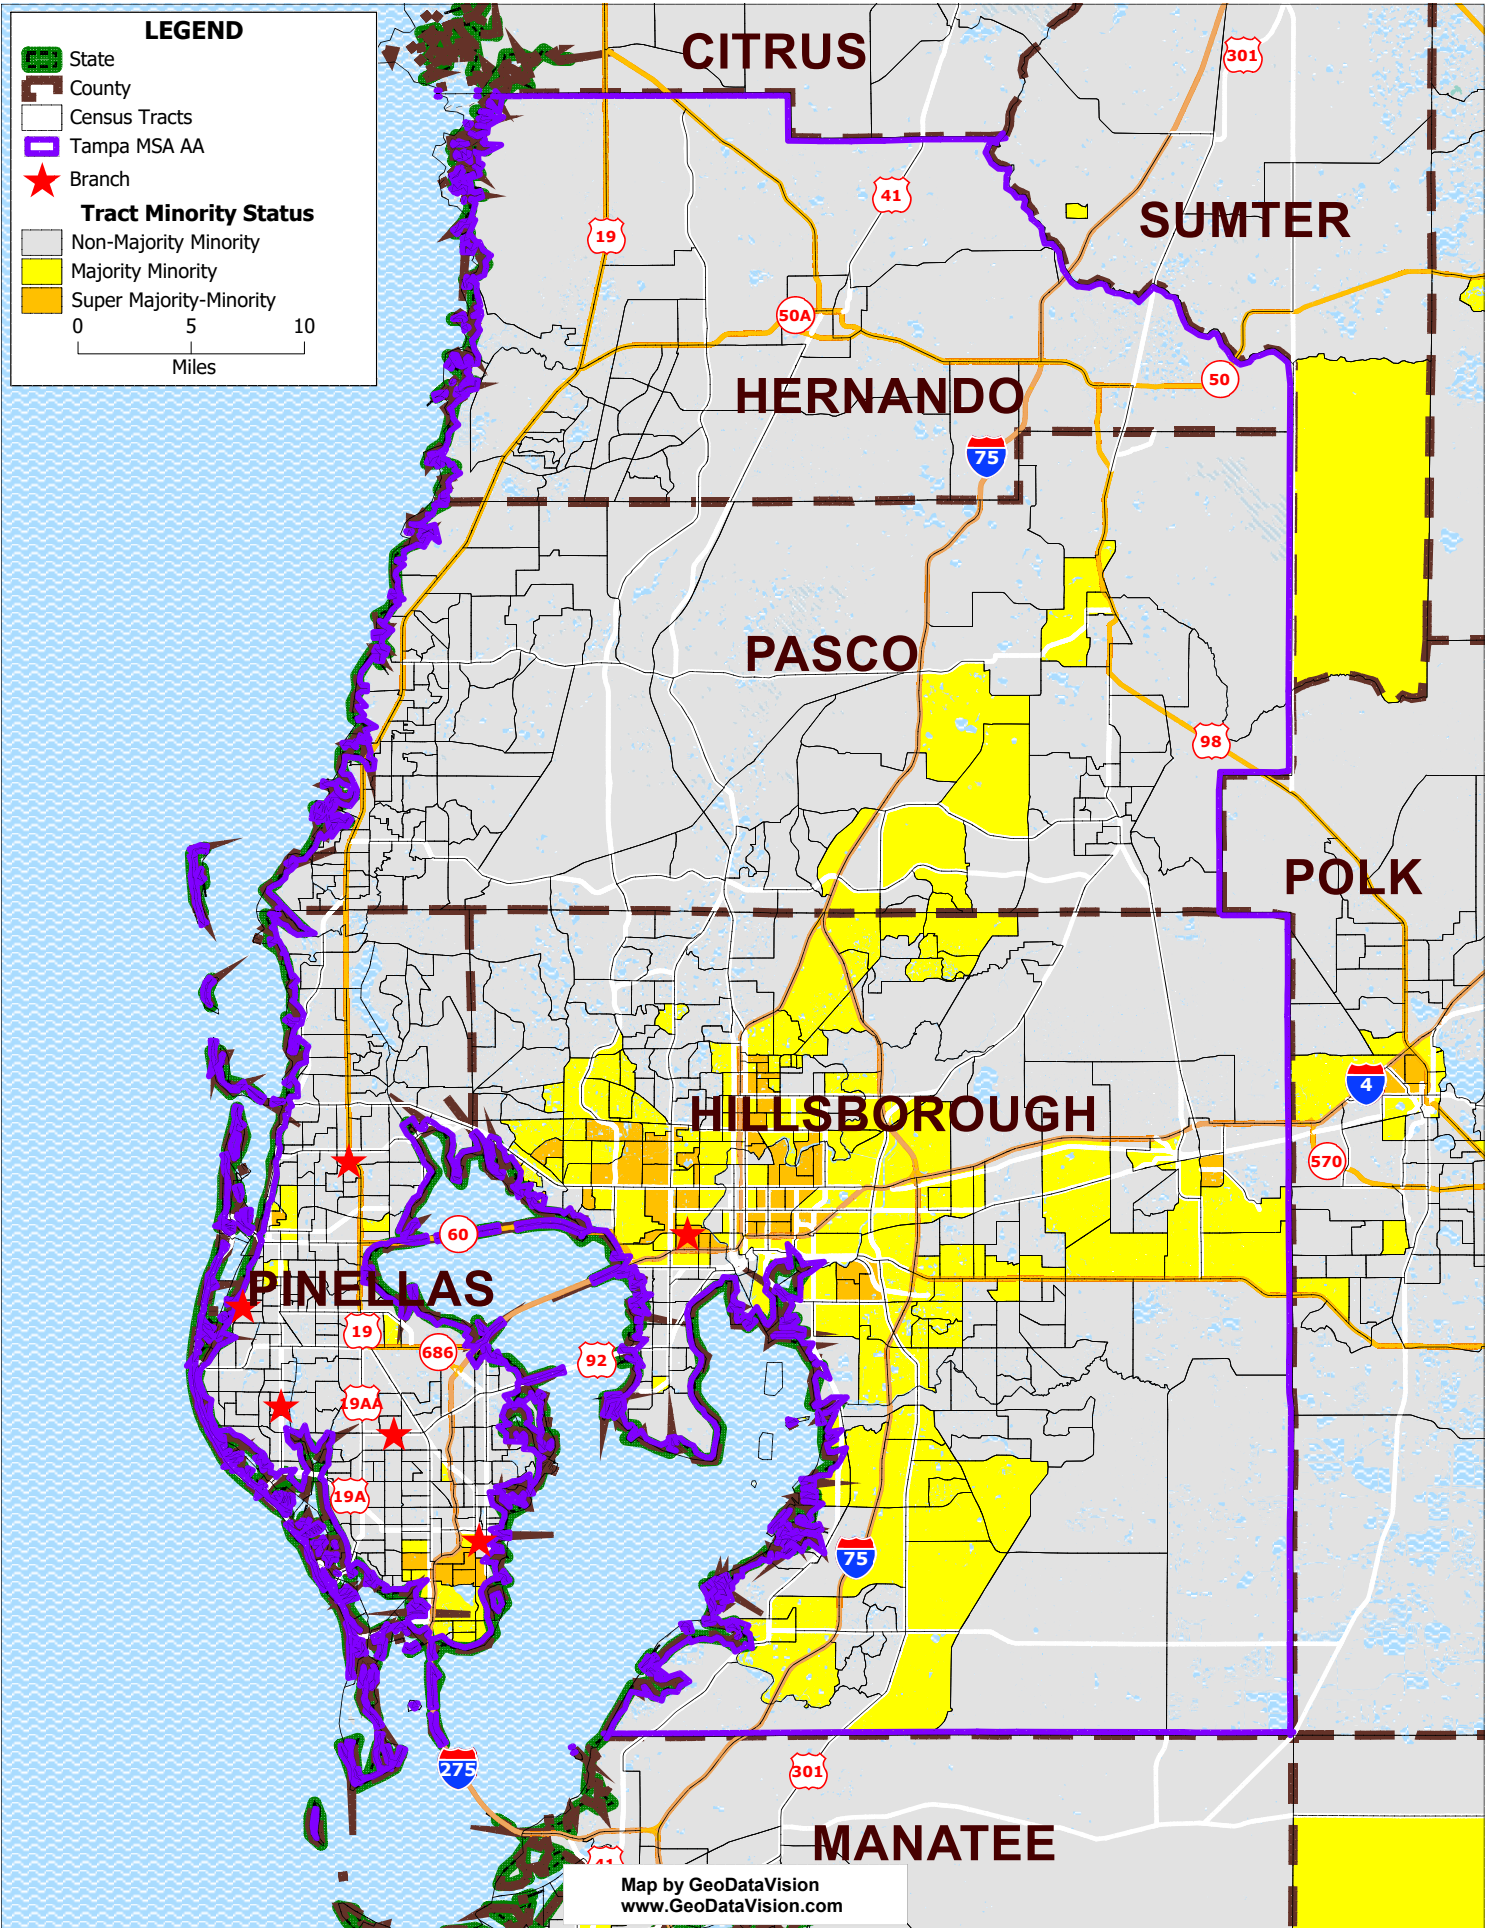 LEGEND
State
County
Census Tracts
Tampa MSA AA
Branch
Tract Minority Status
Non-Majority Minority
Majority Minority
Super Majority-Minority
0 5 10
Miles
CITRUS
301
41
SUMTER
19
50A
50
HERNANDO
75
PASCO
98
POLK
4
HILLSBOROUGH
570
60
PINELLAS
19
686
92
19AA
19A
75
275
301
MANATEE
41
Map by GeoDataVision
www.GeoDataVision.com